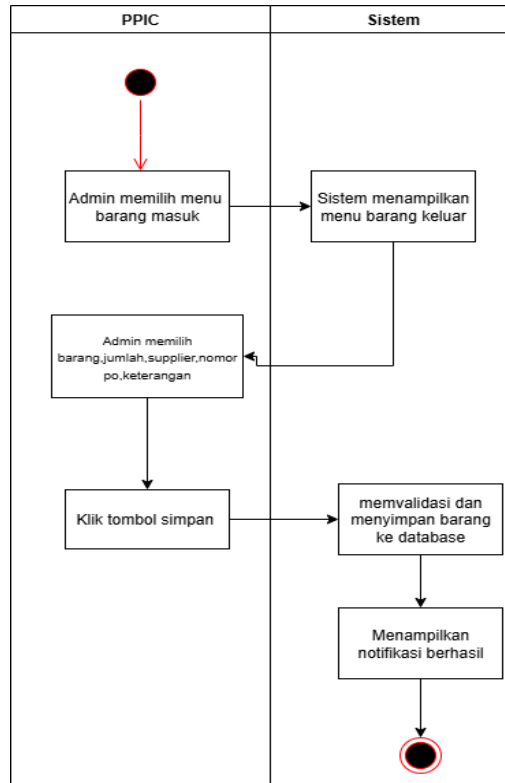 PPIC
Sistem
Admin memilih menu
barang masuk
Sistem menampilkan
menu barang keluar
Admin memilih
barang,jumlah,supplier,nomor
po,keterangan
Klik tombol simpan
memvalidasi dan
menyimpan barang
ke database
Menampilkan
notifikasi berhasil